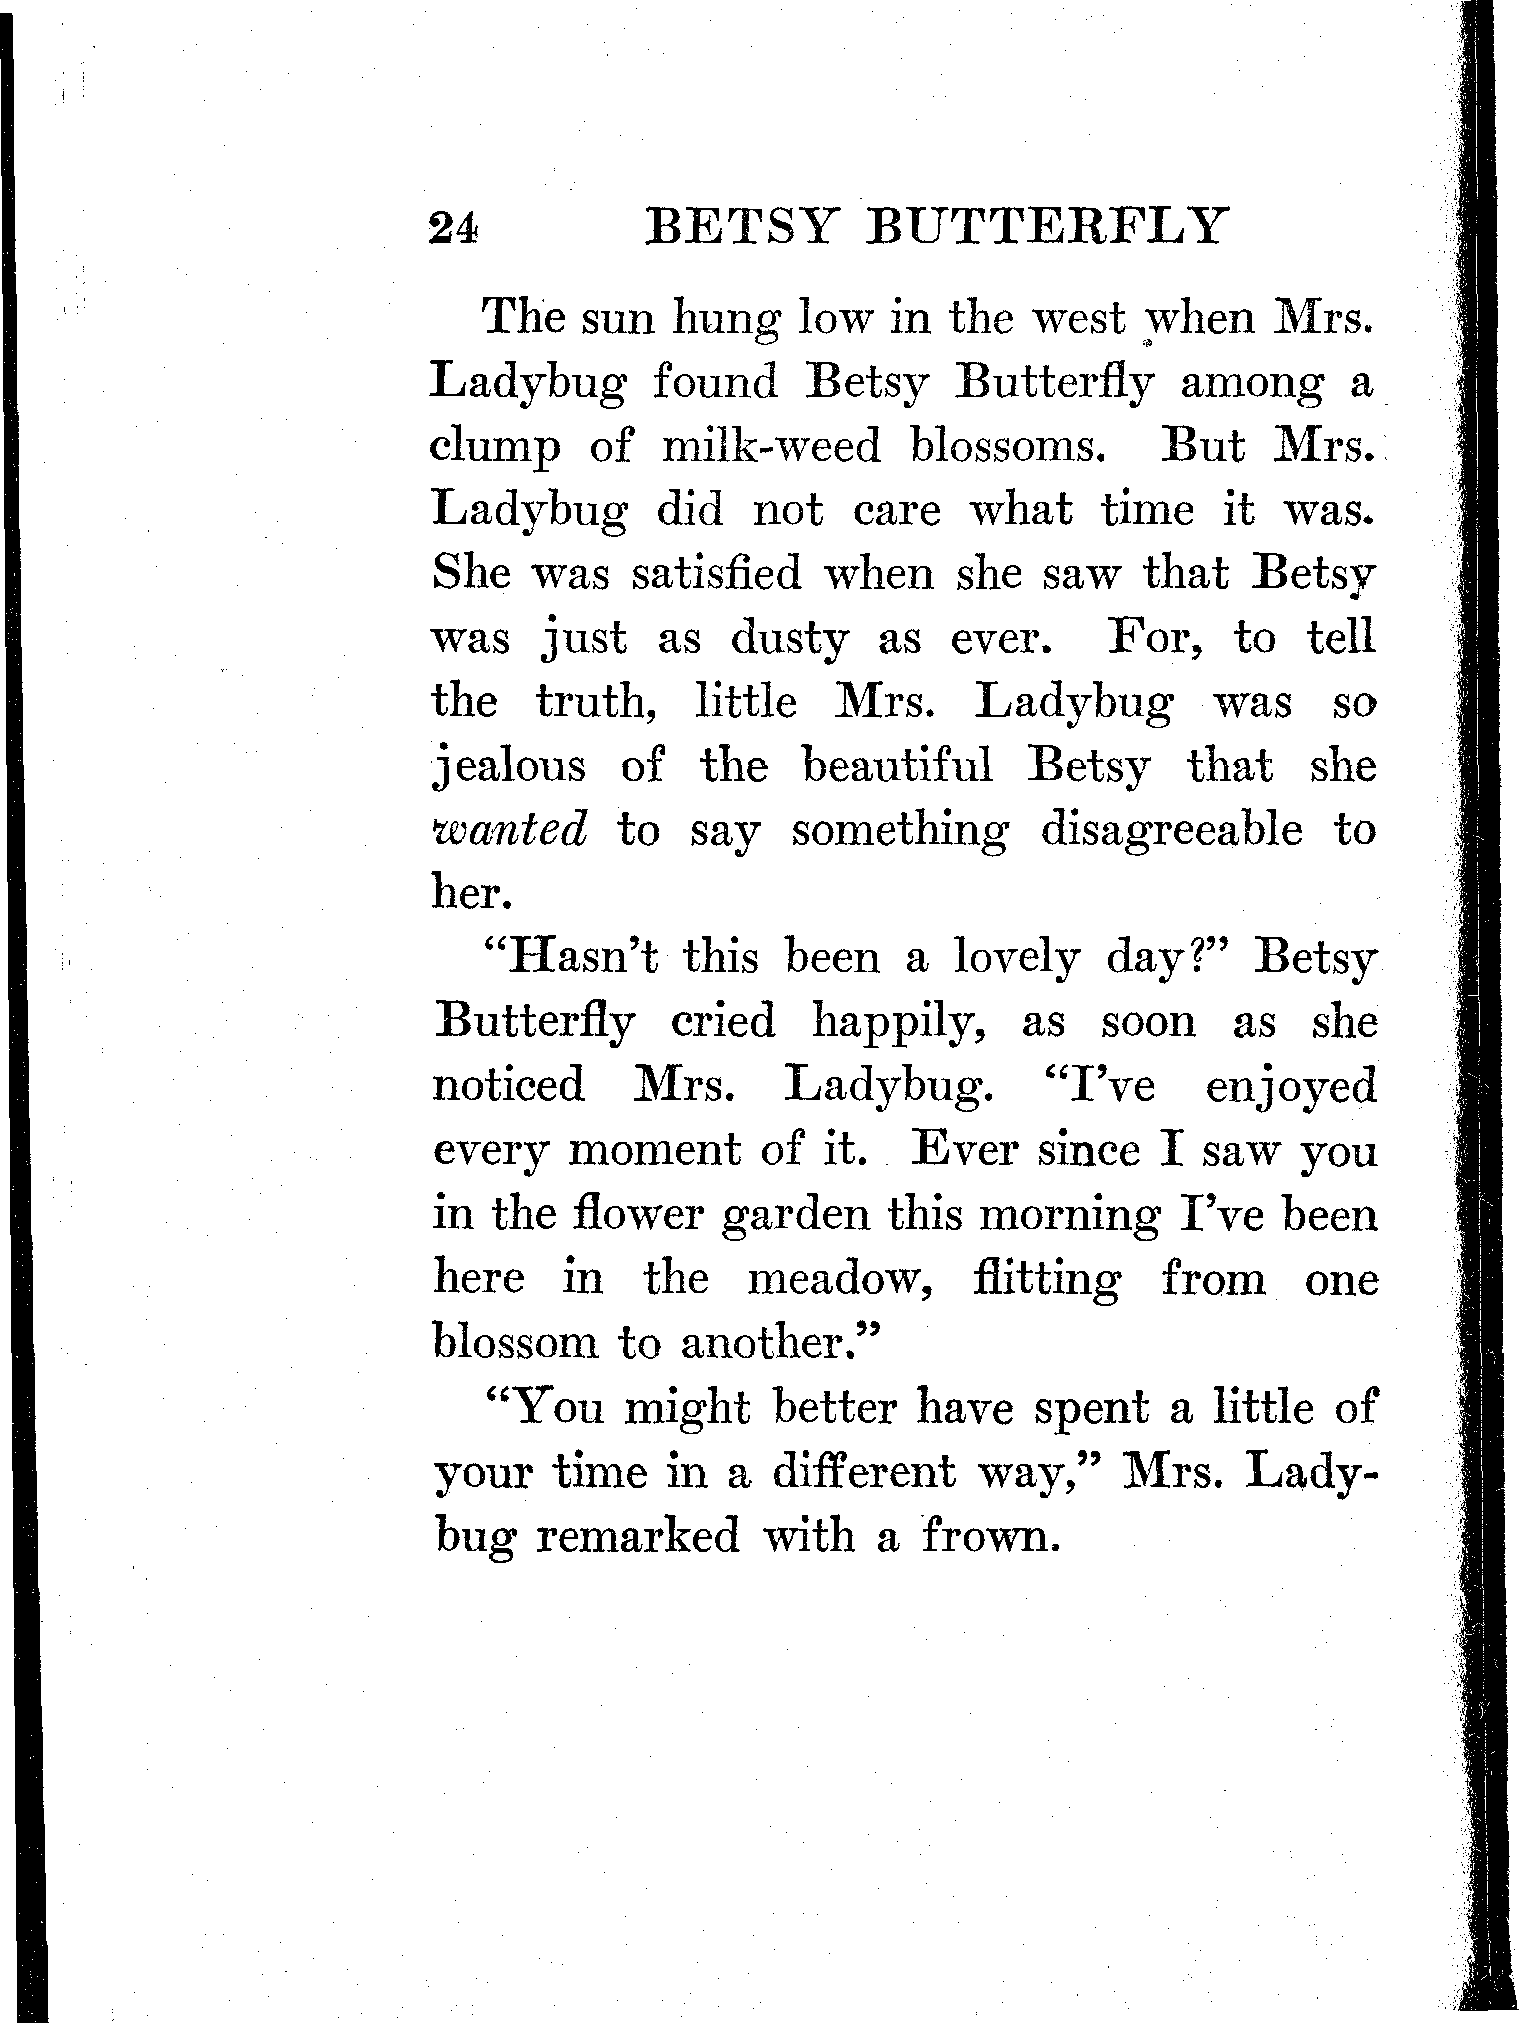 24 BETSY BUTTERFLY
The sun hung low in the west when Mrs.
Ladybug found Betsy Butterfly among a
clump of milk-weed blossoms. But Mrs.
Ladybug did not care what time it was.
She was satisfied when she saw that Betsy
was just as dusty as ever. For, to tell
the truth, little Mrs. Ladybug was so
jealous of the beautiful Betsy that she
wanted to say something disagreeable to
her.
“Hasn’t this been a lovely day?” Betsy
Butterfly cried happily, as soon as she
noticed Mrs. Ladybug. “I’ve enjoyed
every moment of it. Ever since I saw you
in the flower garden this morning I’ve been
here in the meadow, flitting from one
blossom to another.”
“You might better have spent a little of
your time in a different way,” Mrs. Lady-
bug remarked with a frown.